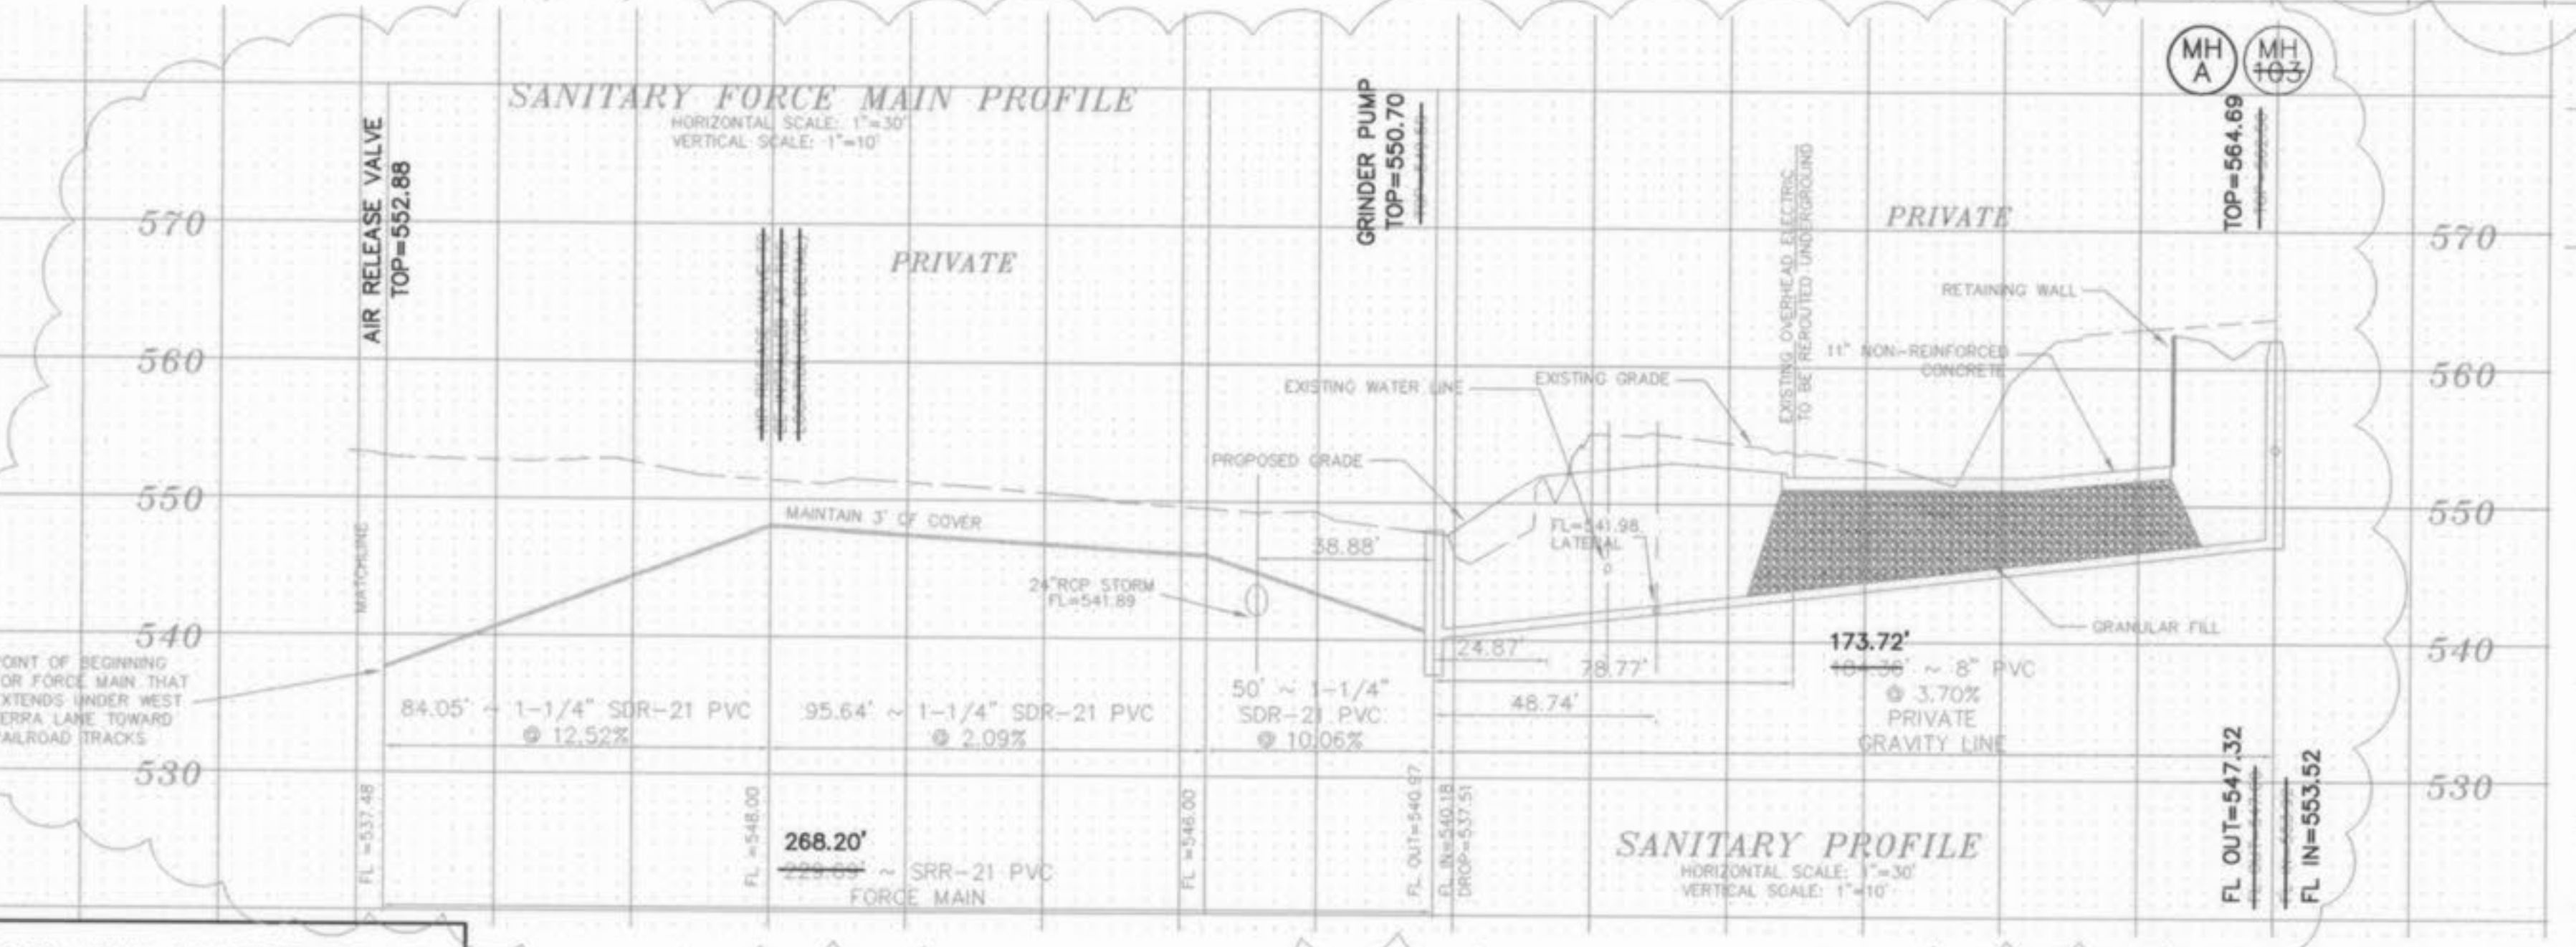 MH
A
MH
103
SANITARY FORCE MAIN PROFILE
HORIZONTAL SCALE: 1"=30'
VERTICAL SCALE: 1"=10'
AIR RELEASE VALVE
TOP=552.88
GRINDER PUMP
TOP=550.70
TOP=564.69
EXISTING OVERHEAD ELECTRIC
TO BE REROUTED UNDERGROUND
PRIVATE
PRIVATE
570
570
560
560
550
550
540
540
530
530
RETAINING WALL
11" NON-REINFORCED
CONCRETE
EXISTING WATER LINE
EXISTING GRADE
PROPOSED GRADE
MAINTAIN 3' OF COVER
MATCHLINE
38.88'
FL=541.98
LATERAL
24"RCP STORM
FL=541.89
GRANULAR FILL
OINT OF BEGINNING
OR FORCE MAIN THAT
XTENDS UNDER WEST
ERRA LANE TOWARD
AILROAD TRACKS
84.05' ~ 1-1/4" SDR-21 PVC
@ 12.52%
95.64' ~ 1-1/4" SDR-21 PVC
@ 2.09%
50' ~ 1-1/4"
SDR-21 PVC
@ 10.06%
24.87'
78.77'
48.74'
173.72'
~ 8" PVC
@ 3.70%
PRIVATE
GRAVITY LINE
FL =537.48
FL =548.00
FL =546.00
FL OUT=540.97
FL IN=540.18
DROP=537.51
268.20'
229.69' ~ SRR-21 PVC
FORCE MAIN
SANITARY PROFILE
HORIZONTAL SCALE: 1"=30'
VERTICAL SCALE: 1"=10'
FL OUT=547.32
FL IN=553.52